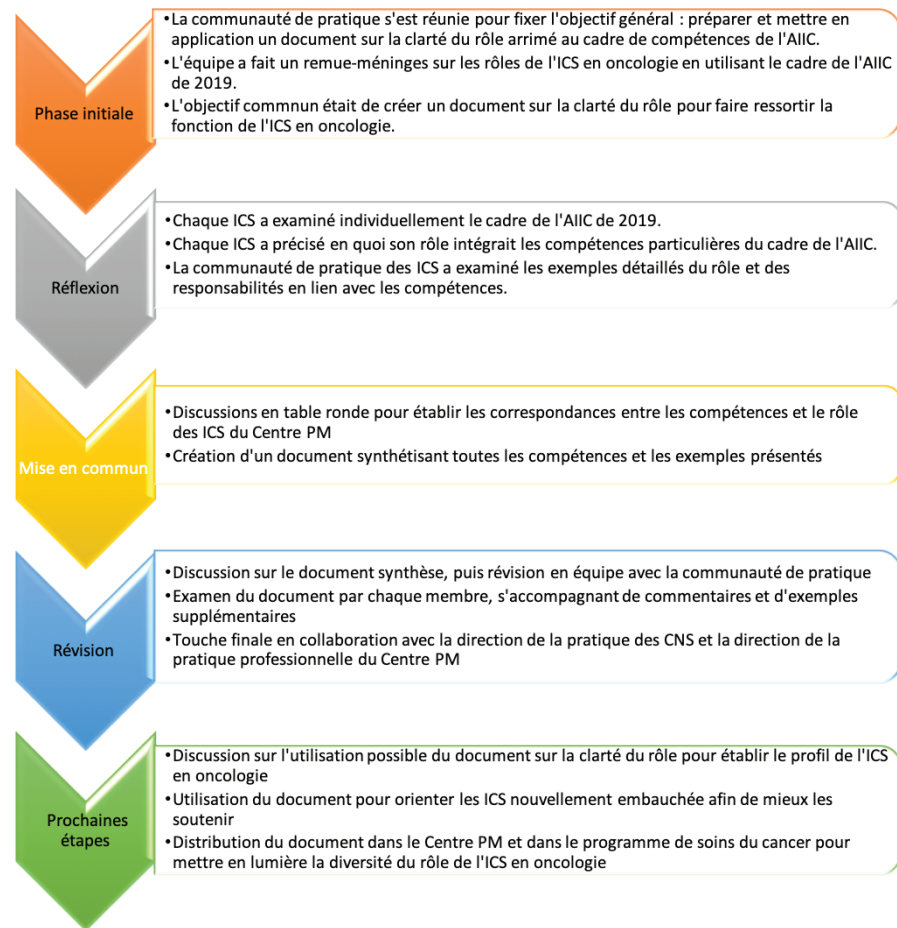 Phase initiale
•La communauté de pratique s'est réunie pour fixer l'objectif général : préparer et mettre en
application un document sur la clarté du rôle arrimé au cadre de compétences de l'AIIC.
•L'équipe a fait un remue-méninges sur les rôles de l'ICS en oncologie en utilisant le cadre de l'AIIC
de 2019.
•L'objectif commnun était de créer un document sur la clarté du rôle pour faire ressortir la
fonction de l'ICS en oncologie.
Réflexion
•Chaque ICS a examiné individuellement le cadre de l'AIIC de 2019.
•Chaque ICS a précisé en quoi son rôle intégrait les compétences particulières du cadre de l'AIIC.
•La communauté de pratique des ICS a examiné les exemples détaillés du rôle et des
responsabilités en lien avec les compétences.
Mise en commun
•Discussions en table ronde pour établir les correspondances entre les compétences et le rôle
des ICS du Centre PM
•Création d'un document synthétisant toutes les compétences et les exemples présentés
Révision
•Discussion sur le document synthèse, puis révision en équipe avec la communauté de pratique
•Examen du document par chaque membre, s'accompagnant de commentaires et d'exemples
supplémentaires
•Touche finale en collaboration avec la direction de la pratique des CNS et la direction de la
pratique professionnelle du Centre PM
Prochaines
étapes
•Discussion sur l'utilisation possible du document sur la clarté du rôle pour établir le profil de l'ICS
en oncologie
•Utilisation du document pour orienter les ICS nouvellement embauchée afin de mieux les
soutenir
•Distribution du document dans le Centre PM et dans le programme de soins du cancer pour
mettre en lumière la diversité du rôle de l'ICS en oncologie